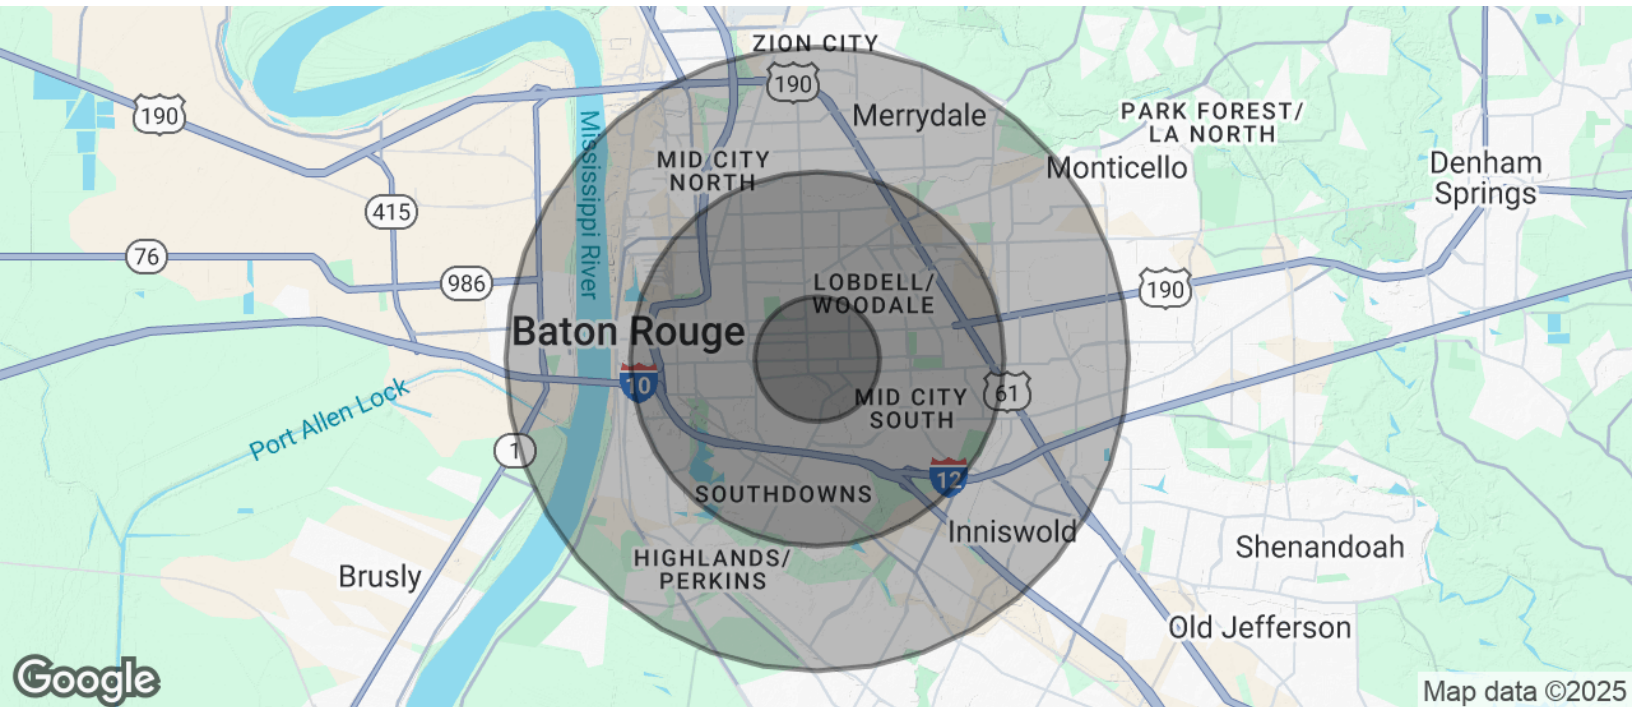 ZION CITY
190
190
Merrydale
PARK FOREST/
LA NORTH
Mississippi River
MID CITY
NORTH
Monticello
Denham
Springs
415
76
986
LOBDELL/
WOODALE
190
Baton Rouge
10
61
MID CITY
SOUTH
Port Allen Lock
1
12
SOUTHDOWNS
Inniswold
HIGHLANDS/
PERKINS
Shenandoah
Brusly
Old Jefferson
Google
Map data ©2025